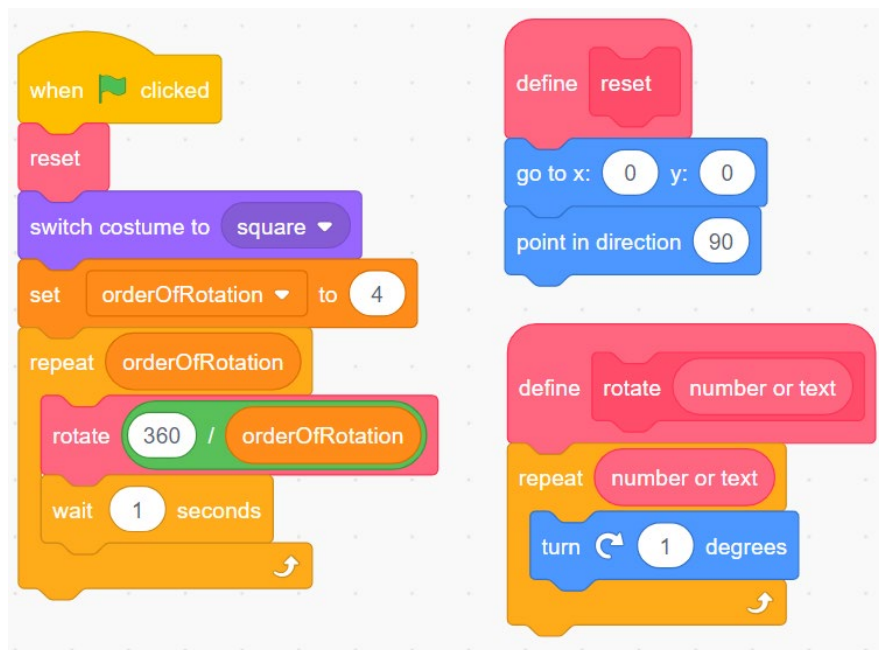 when clicked
reset
switch costume to square
set orderOfRotation to 4
repeat orderOfRotation
rotate 360 / orderOfRotation
wait 1 seconds
define reset
go to x: 0 y: 0
point in direction 90
define rotate number or text
repeat number or text
turn 1 degrees